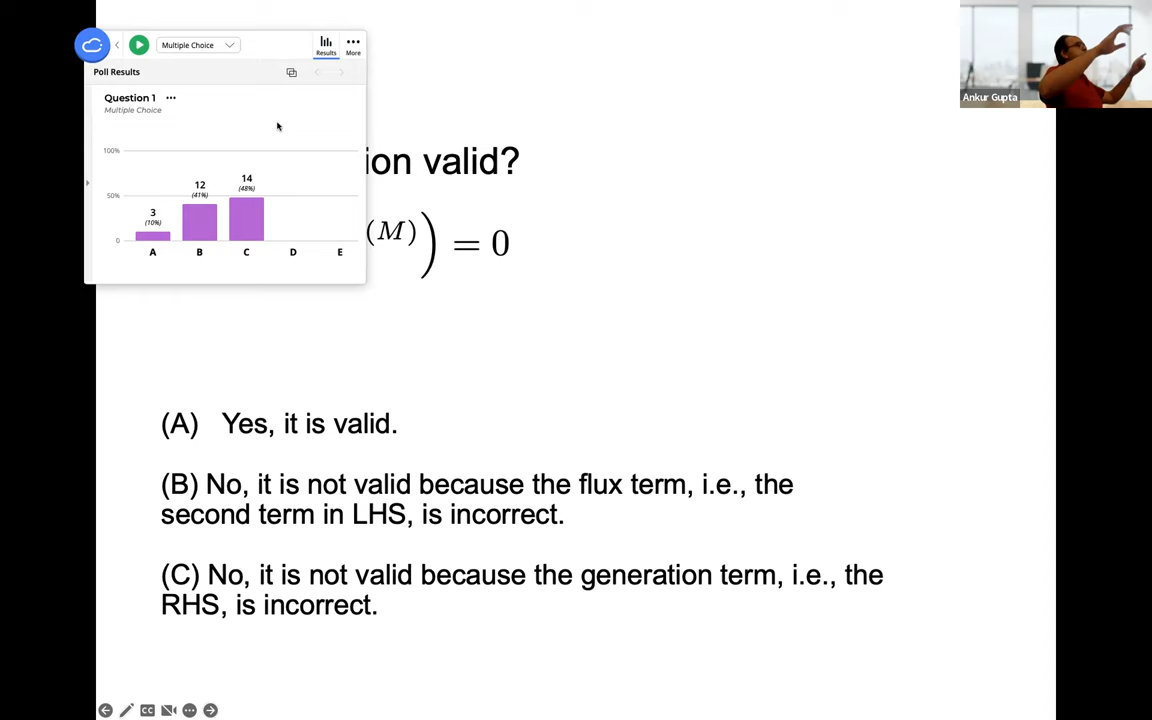 Multiple Choice
Results
More
Poll Results
Question 1
Multiple Choice
100%
50%
0
3
(10%)
12
(41%)
14
(48%)
A B C D E
ion valid?
(M)) = 0
(A) Yes, it is valid.
(B) No, it is not valid because the flux term, i.e., the
second term in LHS, is incorrect.
(C) No, it is not valid because the generation term, i.e., the
RHS, is incorrect.
CC
Ankur Gupta